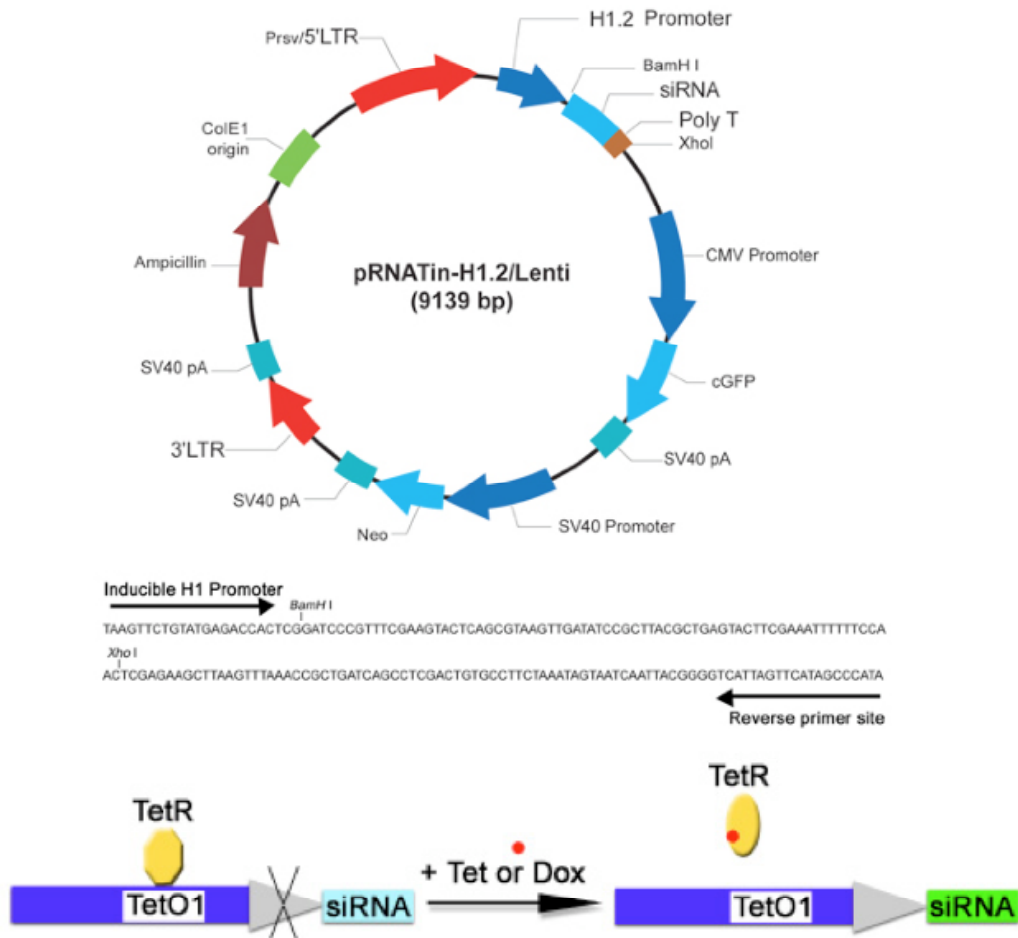 H1.2 Promoter
Prsv/5'LTR
BamH I
siRNA
Poly T
XhoI
ColE1
origin
CMV Promoter
Ampicillin
pRNATin-H1.2/Lenti
(9139 bp)
SV40 pA
cGFP
3'LTR
SV40 pA
SV40 pA
SV40 Promoter
Neo
Inducible H1 Promoter
BamH I
TAAGTTCTGTATGAGACCACTCGGATCCCGTTTCGAAGTACTCAGCGTAAGTTGATATCCGCTTACGCTGAGTACTTCGAAATTTTTTCCA
Xho I
ACTCGAGAAGCTTAAGTTTAAACCGCTGATCAGCCTCGACTGTGCCTTCTAAATAGTAATCAATTACGGGGTCATTAGTTCATAGCCCATA
Reverse primer site
TetR
TetR
+ Tet or Dox
TetO1
siRNA
TetO1
siRNA